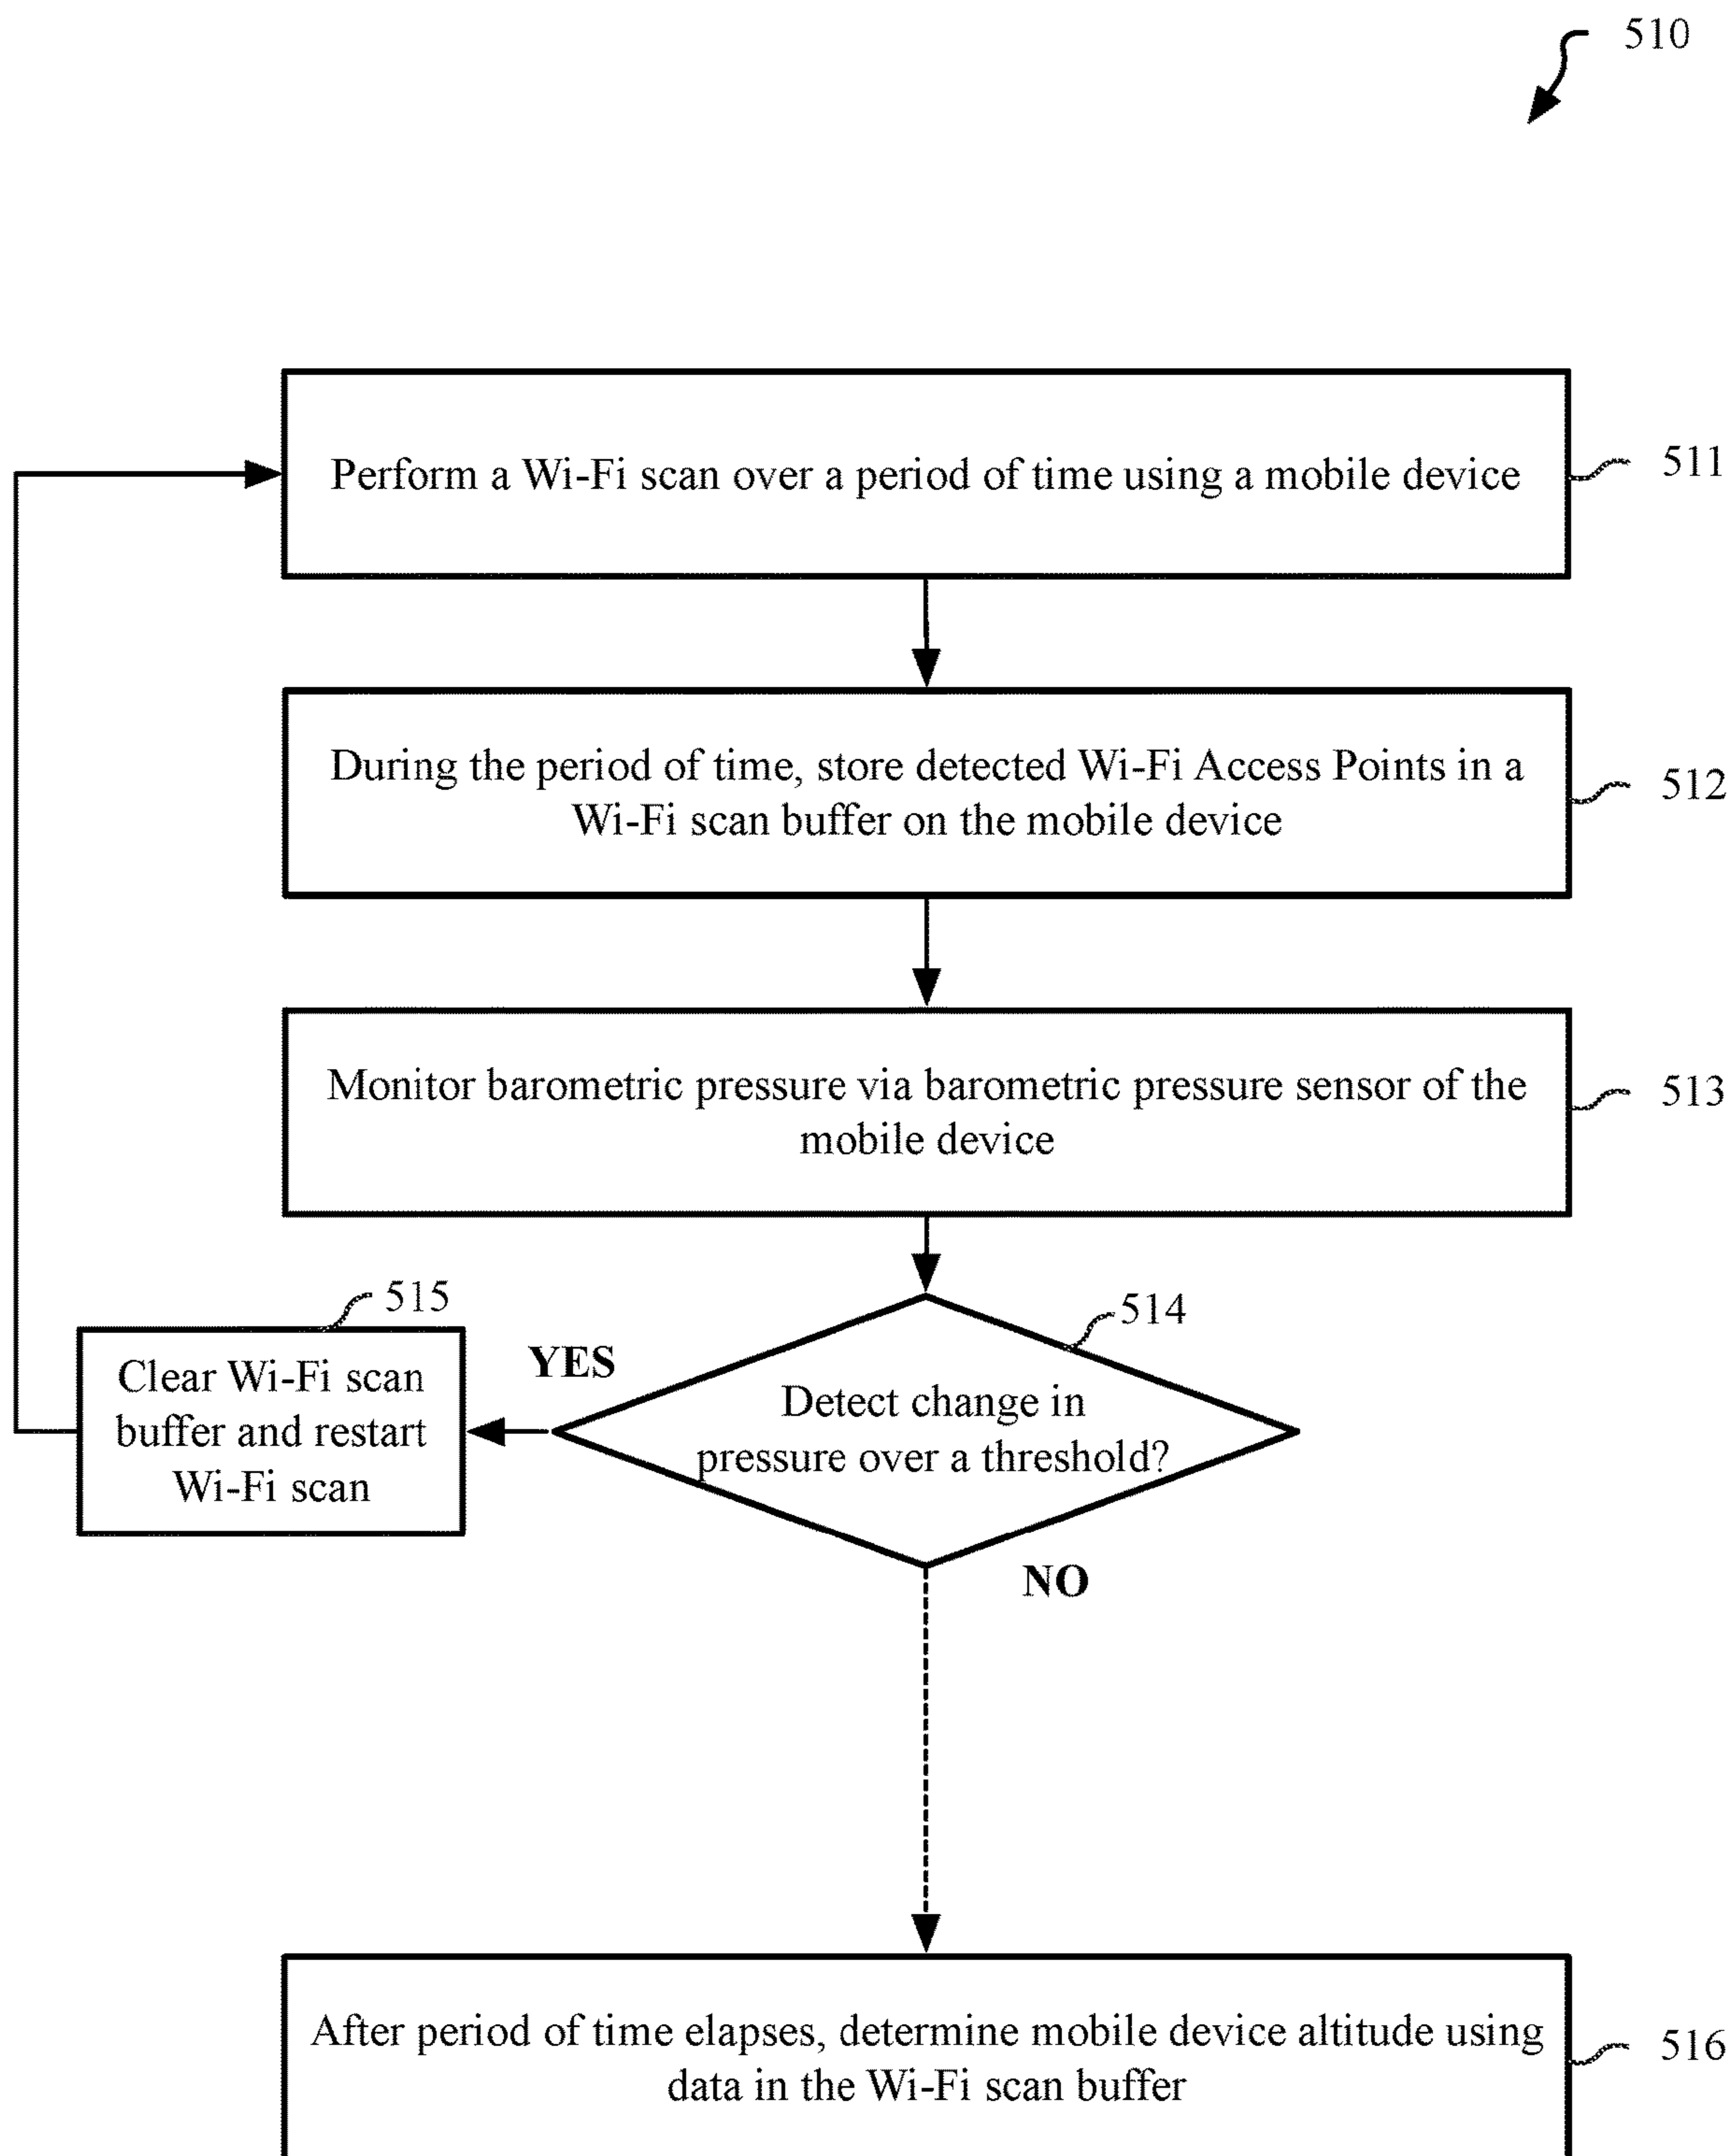 510
Perform a Wi-Fi scan over a period of time using a mobile device
511
During the period of time, store detected Wi-Fi Access Points in a
Wi-Fi scan buffer on the mobile device
512
Monitor barometric pressure via barometric pressure sensor of the
mobile device
513
515
Clear Wi-Fi scan
buffer and restart
Wi-Fi scan
YES
514
Detect change in
pressure over a threshold?
NO
After period of time elapses, determine mobile device altitude using
data in the Wi-Fi scan buffer
516